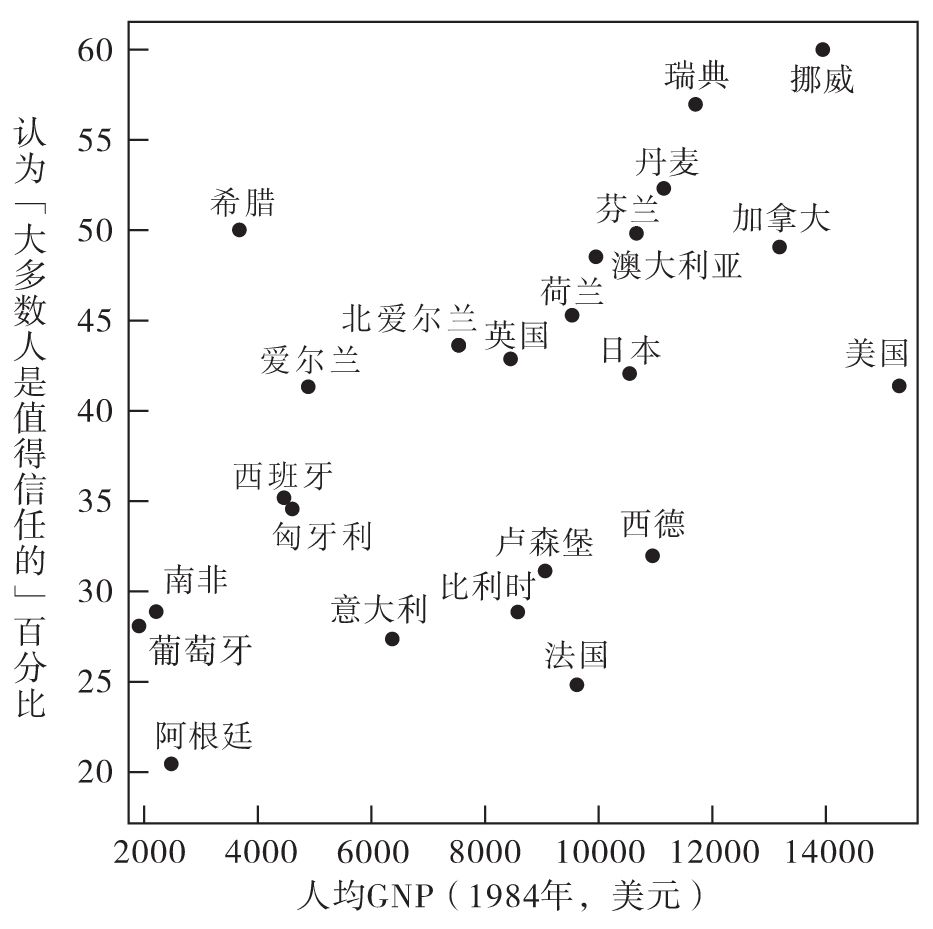 认为「大多数人是值得信任的」百分比
60
55
50
45
40
35
30
25
20
挪威
瑞典
丹麦
希腊
芬兰
加拿大
澳大利亚
荷兰
北爱尔兰
英国
日本
美国
爱尔兰
西班牙
匈牙利
西德
卢森堡
南非
比利时
意大利
葡萄牙
法国
阿根廷
2000 4000 6000 8000 10000 12000 14000
人均GNP（1984年，美元）